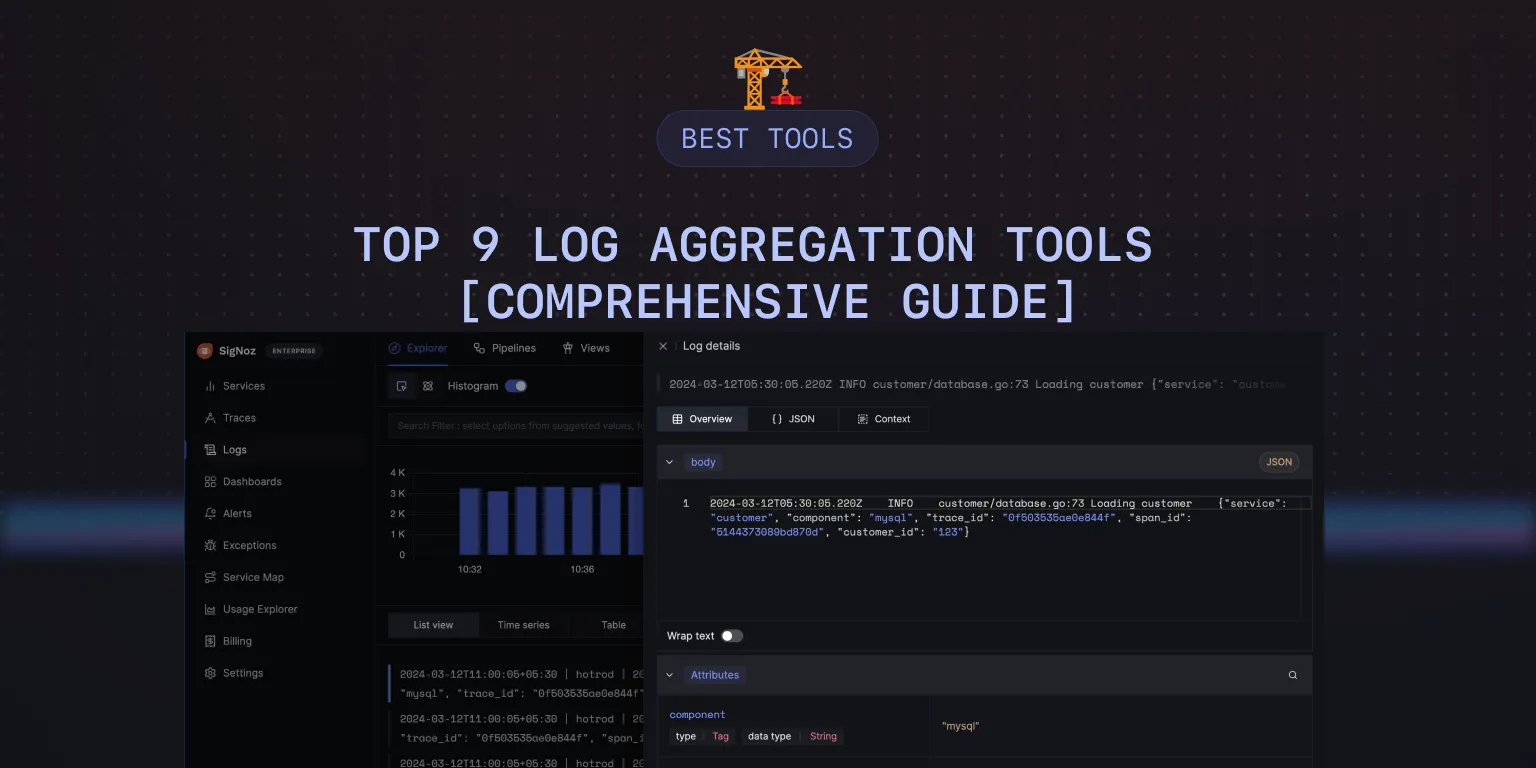 BEST TOOLS
TOP 9 LOG AGGREGATION TOOLS
[COMPREHENSIVE GUIDE]
SigNoz ENTERPRISE
Services
Traces
Logs
Dashboards
Alerts
Exceptions
Service Map
Usage Explorer
Billing
Settings
Explorer Pipelines Views
Histogram
Search Filter : select options from suggested values,
4 K
3 K
2 K
1 K
0
10:32 10:36
List view Time series Table
2024-03-12T11:00:05+05:30 | hotrod | 20
"mysql", "trace_id": "0f503535ae0e844f"
2024-03-12T11:00:05+05:30 | hotrod | 20
"trace_id": "0f503535ae0e844f", "span_i
2024-03-12T11:00:05+05:30 | hotrod | 20
Log details
2024-03-12T05:30:05.220Z INFO customer/database.go:73 Loading customer {"service": "custome
Overview { } JSON Context
body JSON
1 2024-03-12T05:30:05.220Z INFO customer/database.go:73 Loading customer {"service":
"customer", "component": "mysql", "trace_id": "0f503535ae0e844f", "span_id":
"5144373089bd870d", "customer_id": "123"}
Wrap text
Attributes
component
type Tag data type String
"mysql"